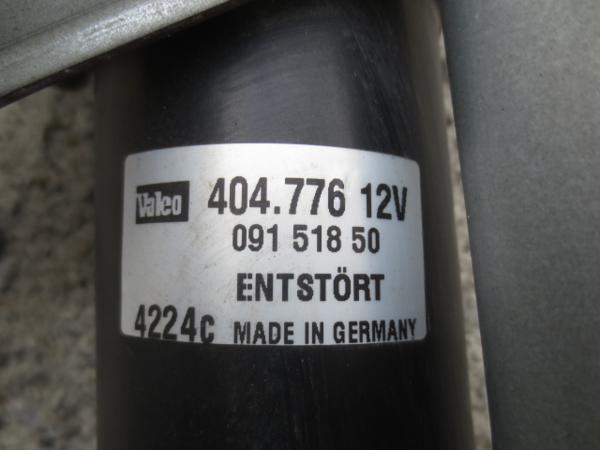 Valeo 404.776 12V
091 518 50
ENTSTÖRT
4224c MADE IN GERMANY